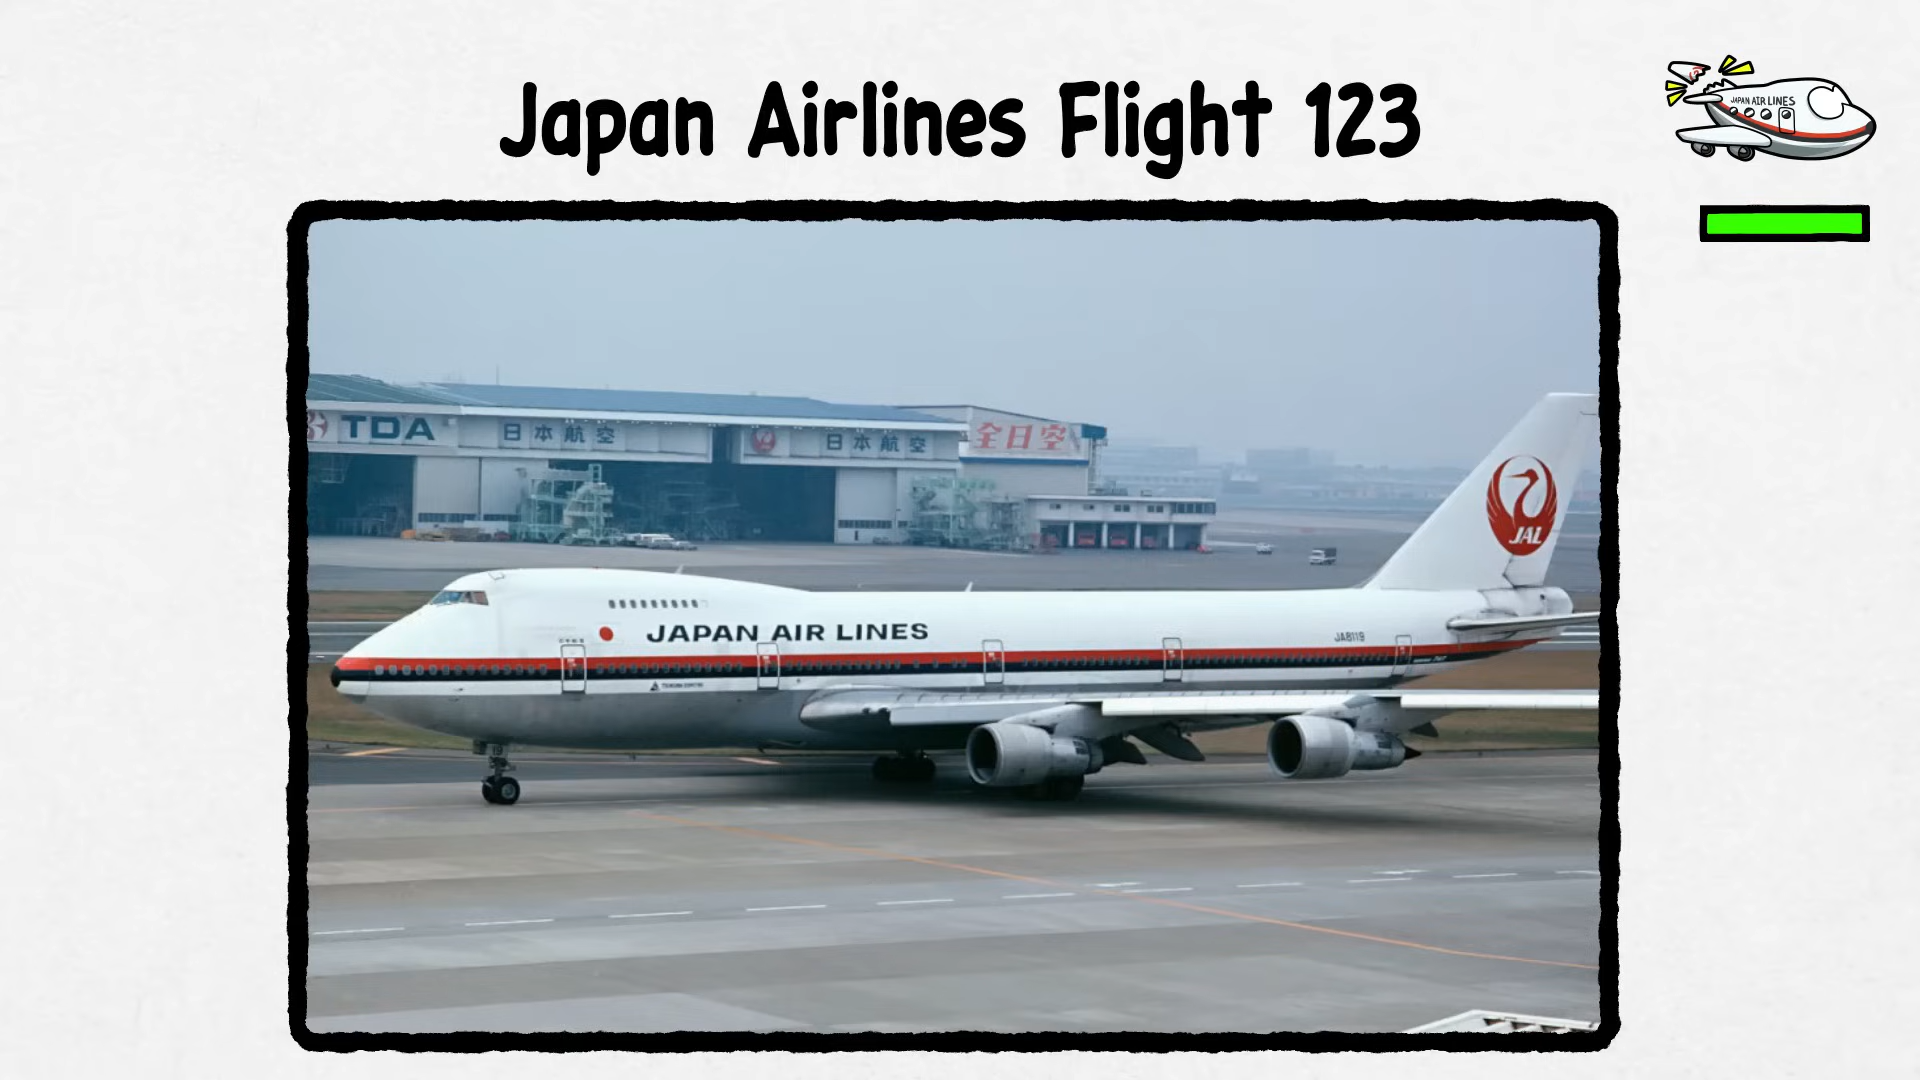 Japan Airlines Flight 123
JAPAN AIR LINES
TDA
日本航空
日本航空
全日空
JAL
JAPAN AIR LINES
JA8119
19